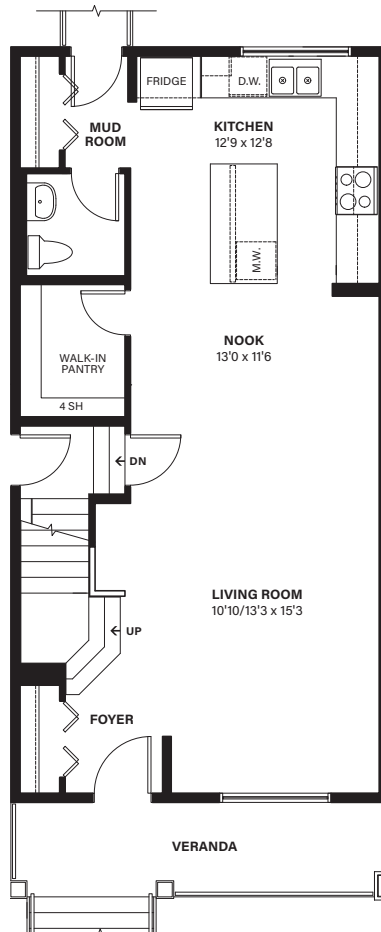 FRIDGE
D.W.
MUD
ROOM
KITCHEN
12'9 x 12'8
M.W.
NOOK
13'0 x 11'6
WALK-IN
PANTRY
4 SH
← DN
LIVING ROOM
10'10/13'3 x 15'3
← UP
FOYER
VERANDA